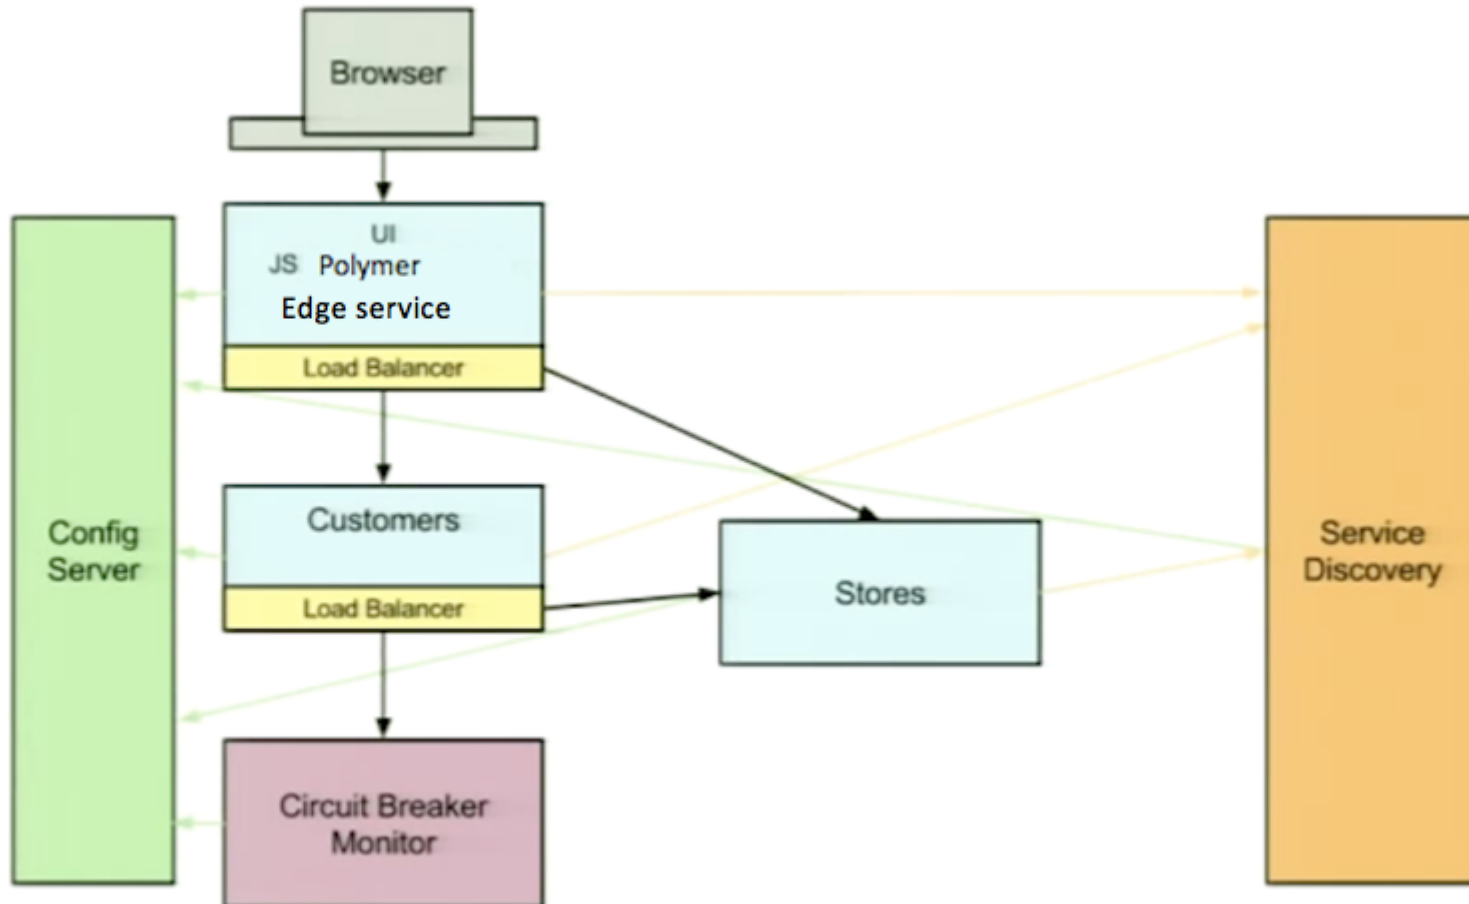 Browser
UI
JS Polymer
Edge service
Load Balancer
Customers
Load Balancer
Config
Server
Stores
Service
Discovery
Circuit Breaker
Monitor